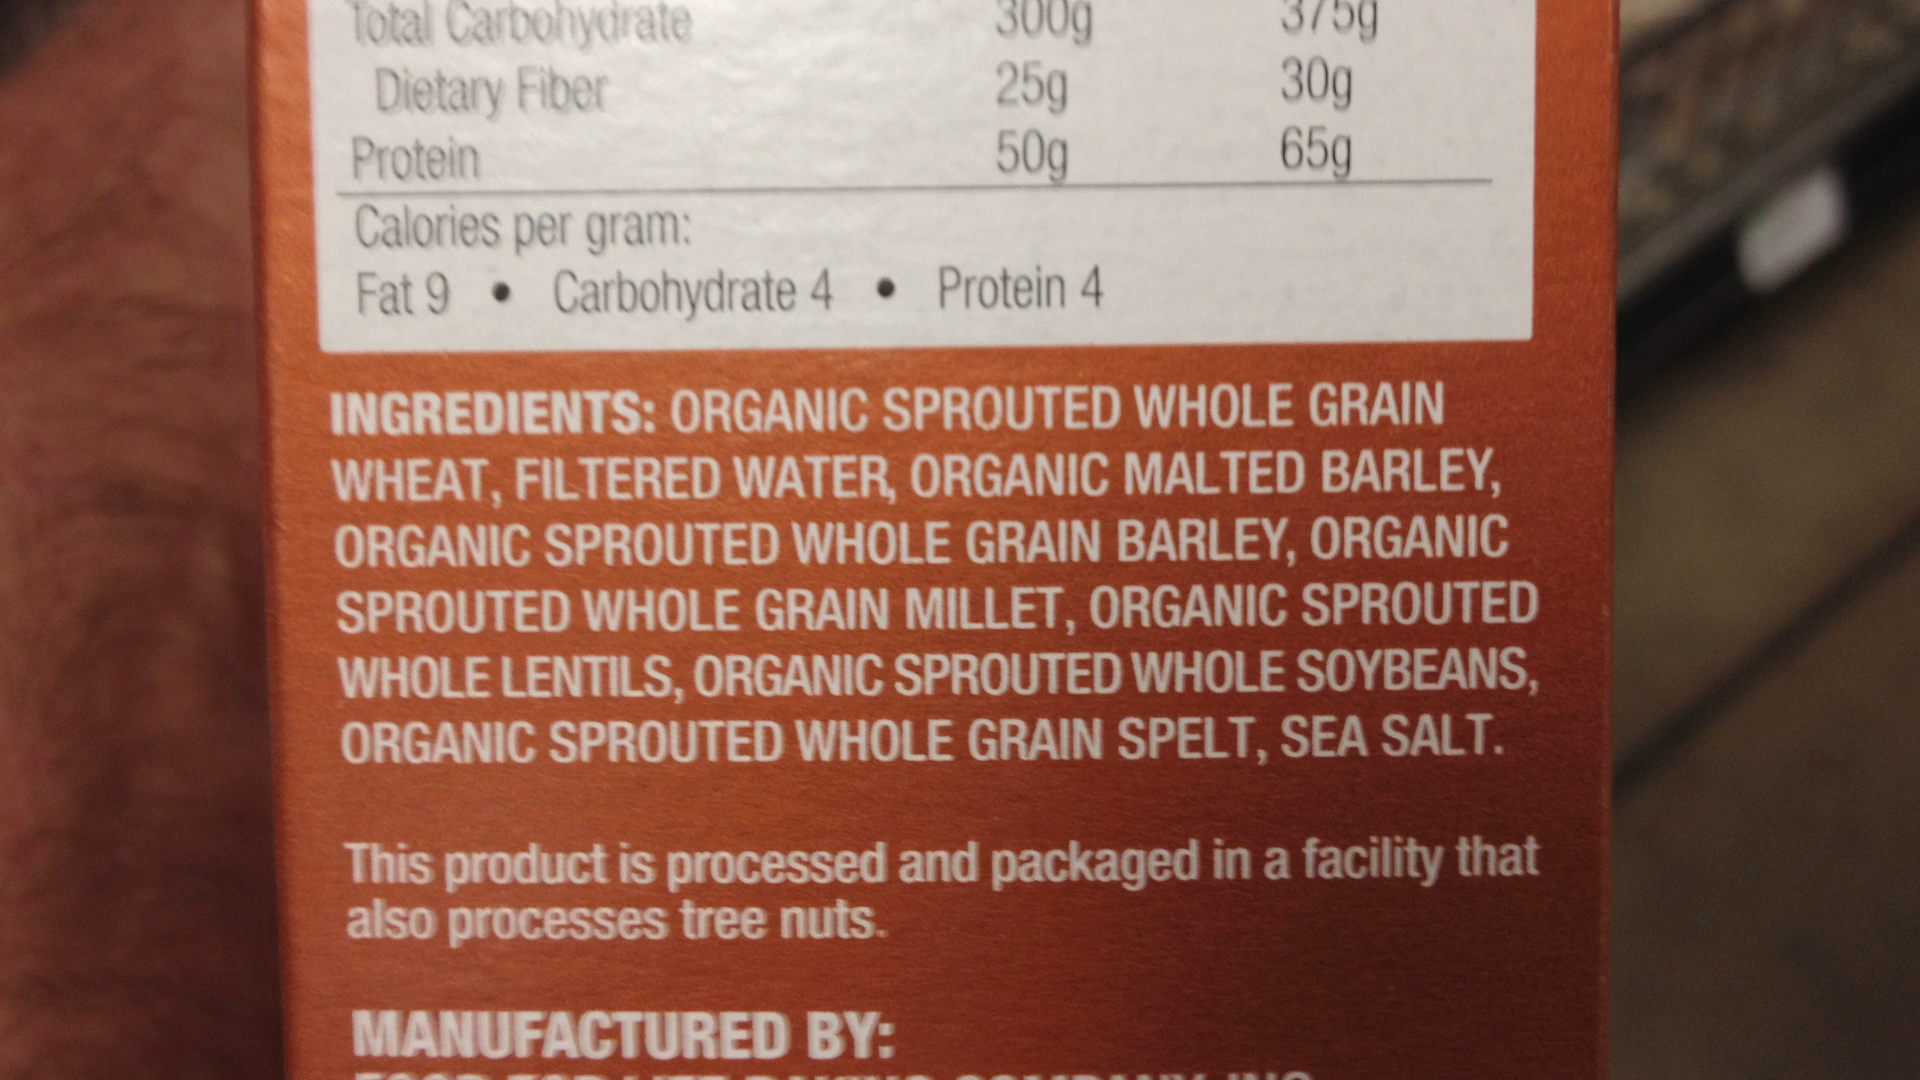 Total Carbohydrate 300g 375g
Dietary Fiber 25g 30g
Protein 50g 65g
Calories per gram:
Fat 9 • Carbohydrate 4 • Protein 4
INGREDIENTS: ORGANIC SPROUTED WHOLE GRAIN
WHEAT, FILTERED WATER, ORGANIC MALTED BARLEY,
ORGANIC SPROUTED WHOLE GRAIN BARLEY, ORGANIC
SPROUTED WHOLE GRAIN MILLET, ORGANIC SPROUTED
WHOLE LENTILS, ORGANIC SPROUTED WHOLE SOYBEANS,
ORGANIC SPROUTED WHOLE GRAIN SPELT, SEA SALT.
This product is processed and packaged in a facility that
also processes tree nuts.
MANUFACTURED BY: